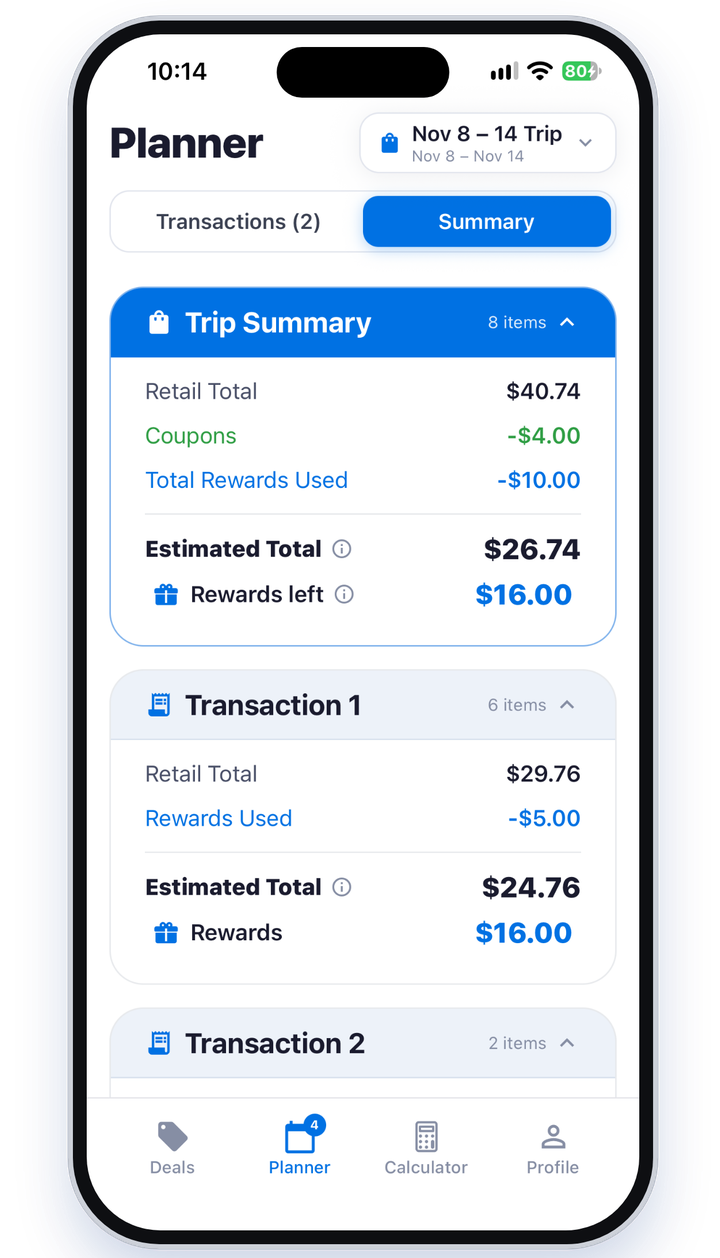 10:14
80
Planner
Nov 8 – 14 Trip
Nov 8 – Nov 14
Transactions (2)
Summary
Trip Summary
8 items
Retail Total
$40.74
Coupons
-$4.00
Total Rewards Used
-$10.00
Estimated Total
$26.74
Rewards left
$16.00
Transaction 1
6 items
Retail Total
$29.76
Rewards Used
-$5.00
Estimated Total
$24.76
Rewards
$16.00
Transaction 2
2 items
4
Deals
Planner
Calculator
Profile